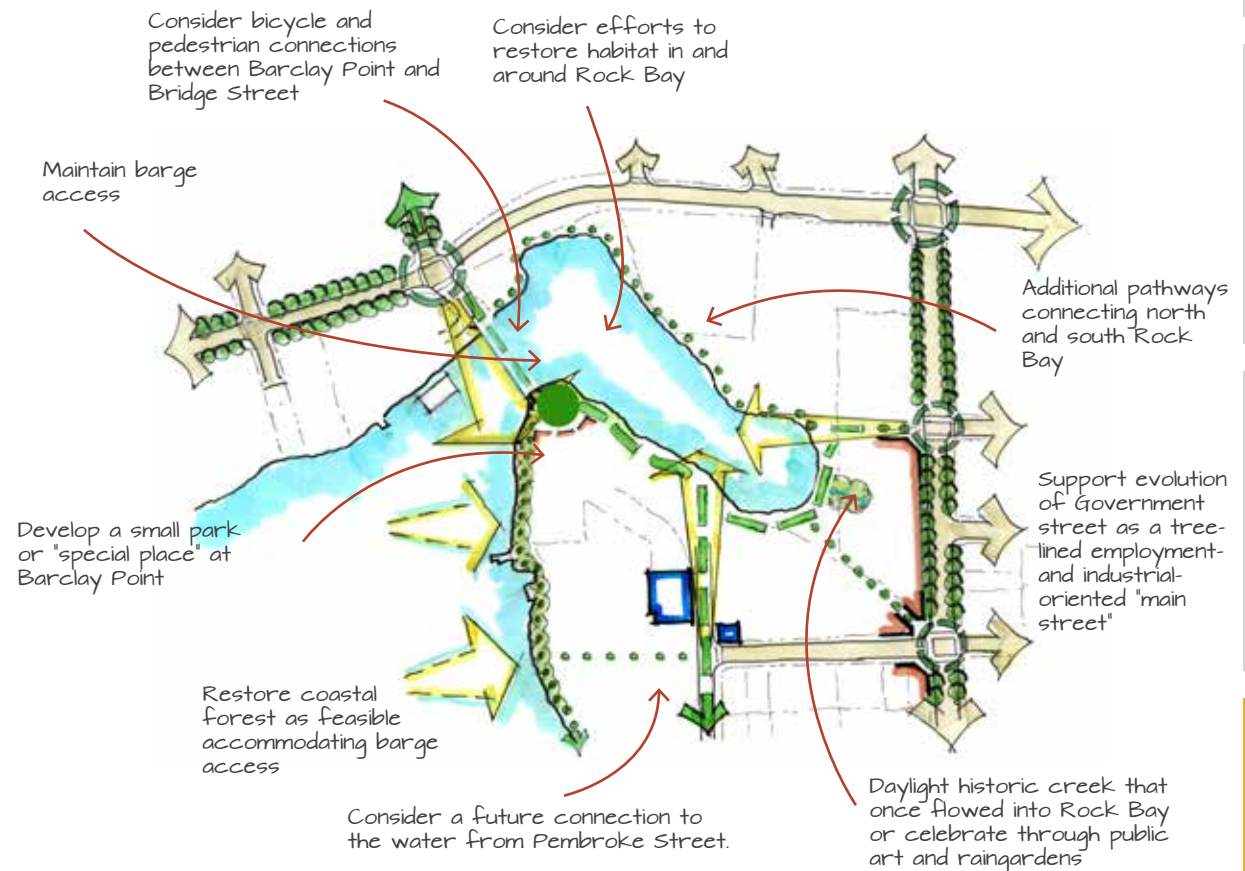 Consider bicycle and
pedestrian connections
between Barclay Point and
Bridge Street
Consider efforts to
restore habitat in and
around Rock Bay
Maintain barge
access
Additional pathways
connecting north
and south Rock
Bay
Support evolution
of Government
street as a tree-
lined employment-
and industrial-
oriented "main
street"
Develop a small park
or "special place" at
Barclay Point
Restore coastal
forest as feasible
accommodating barge
access
Consider a future connection to
the water from Pembroke Street.
Daylight historic creek that
once flowed into Rock Bay
or celebrate through public
art and raingardens